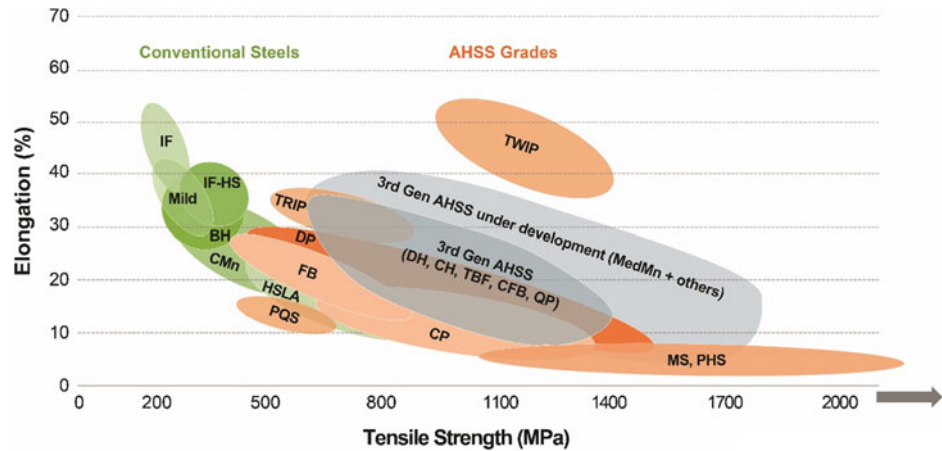 70
Conventional Steels
AHSS Grades
60
50
IF
TWIP
40
IF-HS
Mild
TRIP
3rd Gen AHSS under development (MedMn + others)
30
BH
DP
3rd Gen AHSS
(DH, CH, TBF, CFB, QP)
CMn
FB
20
HSLA
PQS
CP
10
MS, PHS
0
Elongation (%)
0 200 500 800 1100 1400 1700 2000
Tensile Strength (MPa)